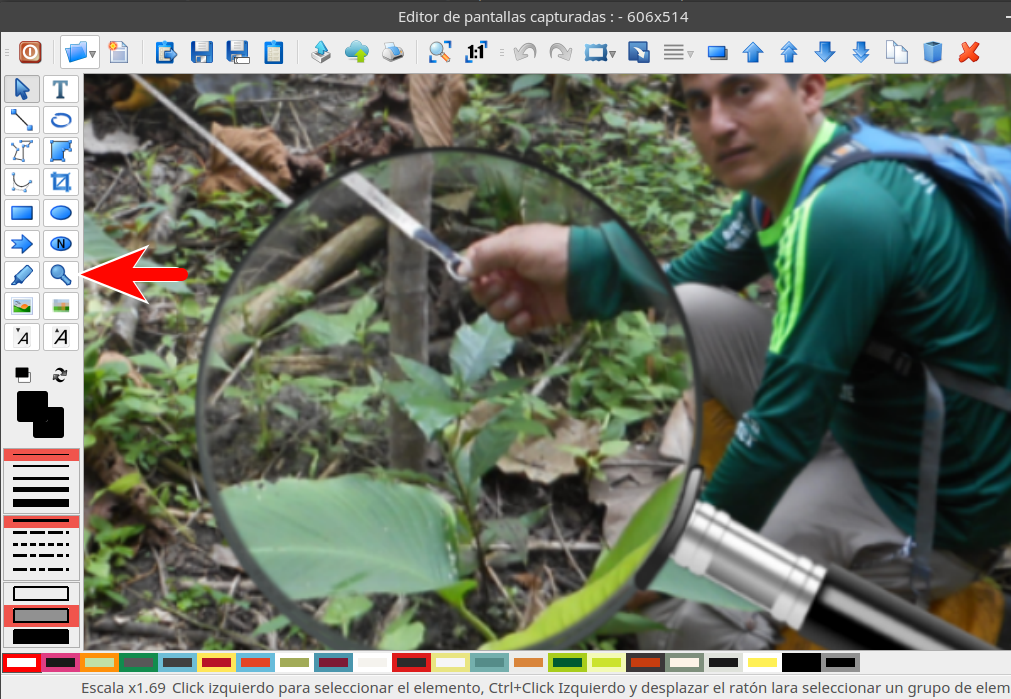 Editor de pantallas capturadas : - 606x514
1:1
T
N
A
A
Escala x1.69 Click izquierdo para seleccionar el elemento, Ctrl+Click Izquierdo y desplazar el ratón lara seleccionar un grupo de elem